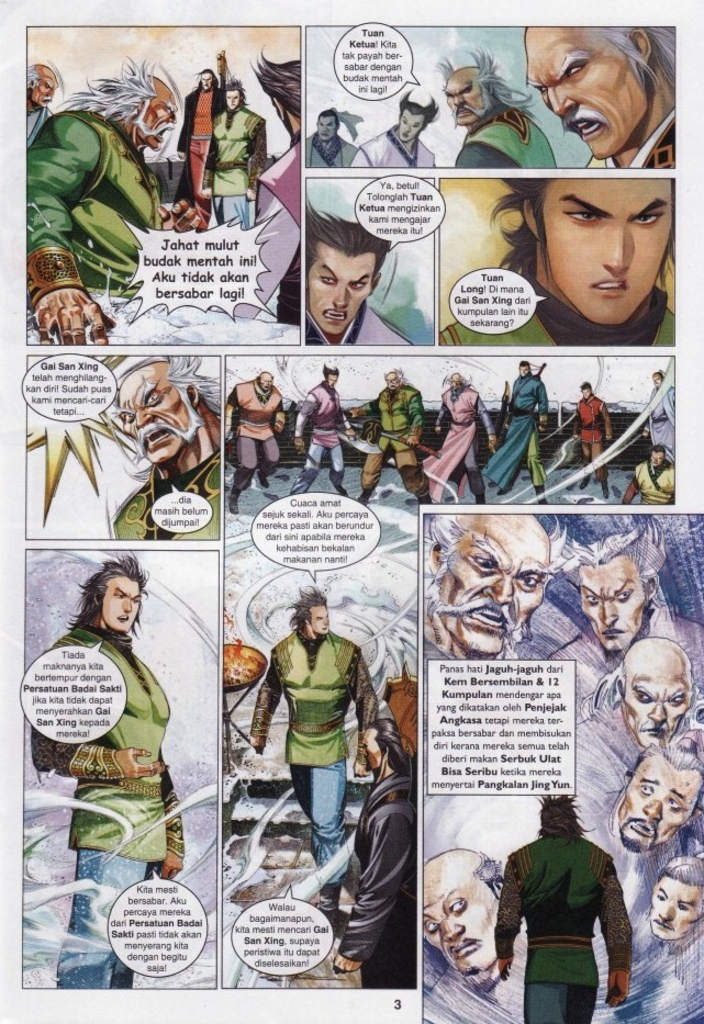 Jahat mulut
budak mentah ini!
Aku tidak akan
bersabar lagi!
Tuan
Ketua! Kita
tak payah ber-
sabar dengan
budak mentah
ini lagi!
Ya, betul!
Tolonglah Tuan
Ketua mengizinkan
kami mengajar
mereka itu!
Tuan
Long! Di mana
Gai San Xing dari
kumpulan lain itu
sekarang?
Gai San Xing
telah menghilang-
kan diri! Sudah puas
kami mencari-cari
tetapi...
...dia
masih belum
dijumpai!
Cuaca amat
sejuk sekali. Aku percaya
mereka pasti akan berundur
dari sini apabila mereka
kehabisan bekalan
makanan nanti!
Tiada
maknanya kita
bertempur dengan
Persatuan Badai Sakti
jika kita tidak dapat
menyerahkan Gai
San Xing kepada
mereka!
Kita mesti
bersabar. Aku
percaya mereka
dari Persatuan Badai
Sakti pasti tidak akan
menyerang kita
dengan begitu
saja!
Walau
bagaimanapun,
kita mesti mencari Gai
San Xing, supaya
peristiwa itu dapat
diselesaikan!
Panas hati Jaguh-jaguh dari
Kem Bersembilan & 12
Kumpulan mendengar apa
yang dikatakan oleh Penjejak
Angkasa tetapi mereka ter-
paksa bersabar dan membisukan
diri kerana mereka semua telah
diberi makan Serbuk Ulat
Bisa Seribu ketika mereka
menyertai Pangkalan Jing Yun.
3